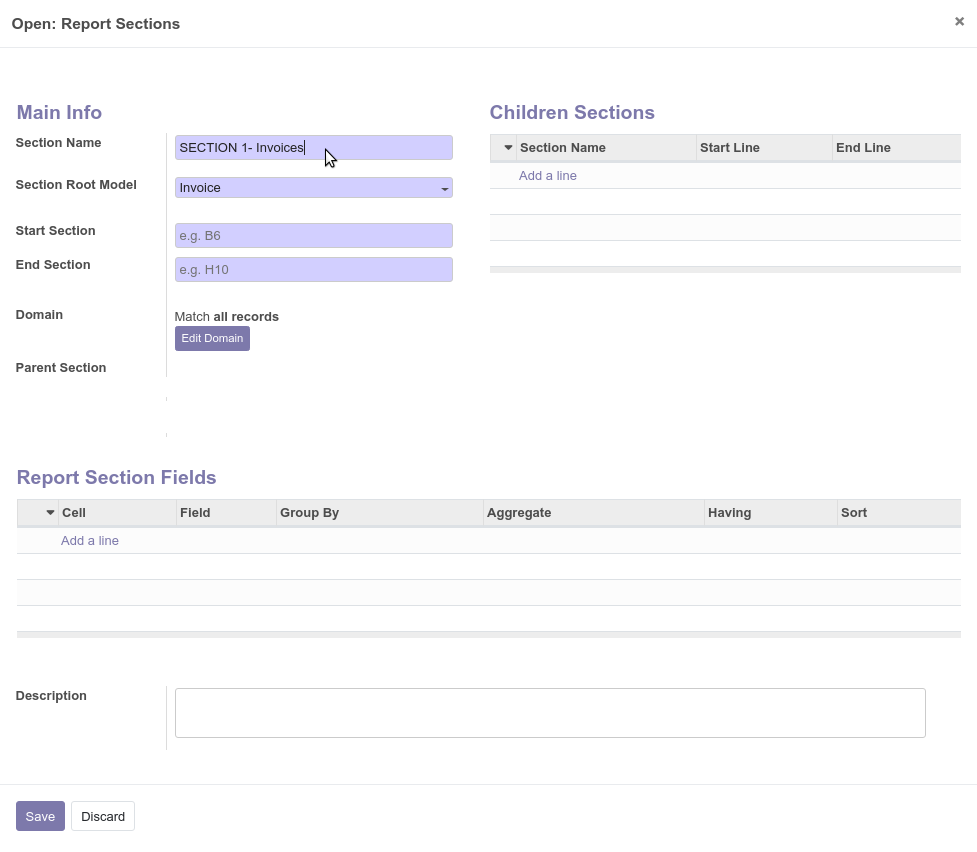 Open: Report Sections
×
Main Info
Section Name
SECTION 1- Invoices
Section Root Model
Invoice
Start Section
e.g. B6
End Section
e.g. H10
Domain
Match all records
Edit Domain
Parent Section
Children Sections
Section Name Start Line End Line
Add a line
Report Section Fields
Cell Field Group By Aggregate Having Sort
Add a line
Description
Save Discard